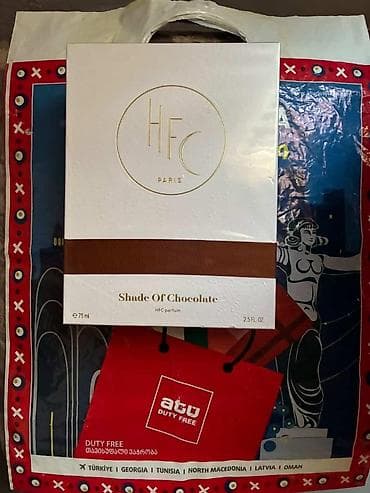 HFC
PARIS
Shade Of Chocolate
HFC parfum
℮ 75 ml
2.5 FL. OZ.
ATU
DUTY FREE
DUTY FREE
ᲗᲐᲕᲘᲡᲣᲤᲐᲚᲘ ᲕᲐᲭᲠᲝᲑᲐ
TÜRKİYE I GEORGIA I TUNISIA I NORTH MACEDONIA I LATVIA I OMAN